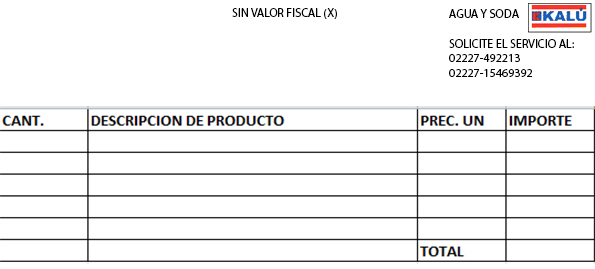 SIN VALOR FISCAL (X)
AGUA Y SODA
KALÚ
SOLICITE EL SERVICIO AL:
02227-492213
02227-15469392
CANT. DESCRIPCION DE PRODUCTO PREC. UN IMPORTE
TOTAL